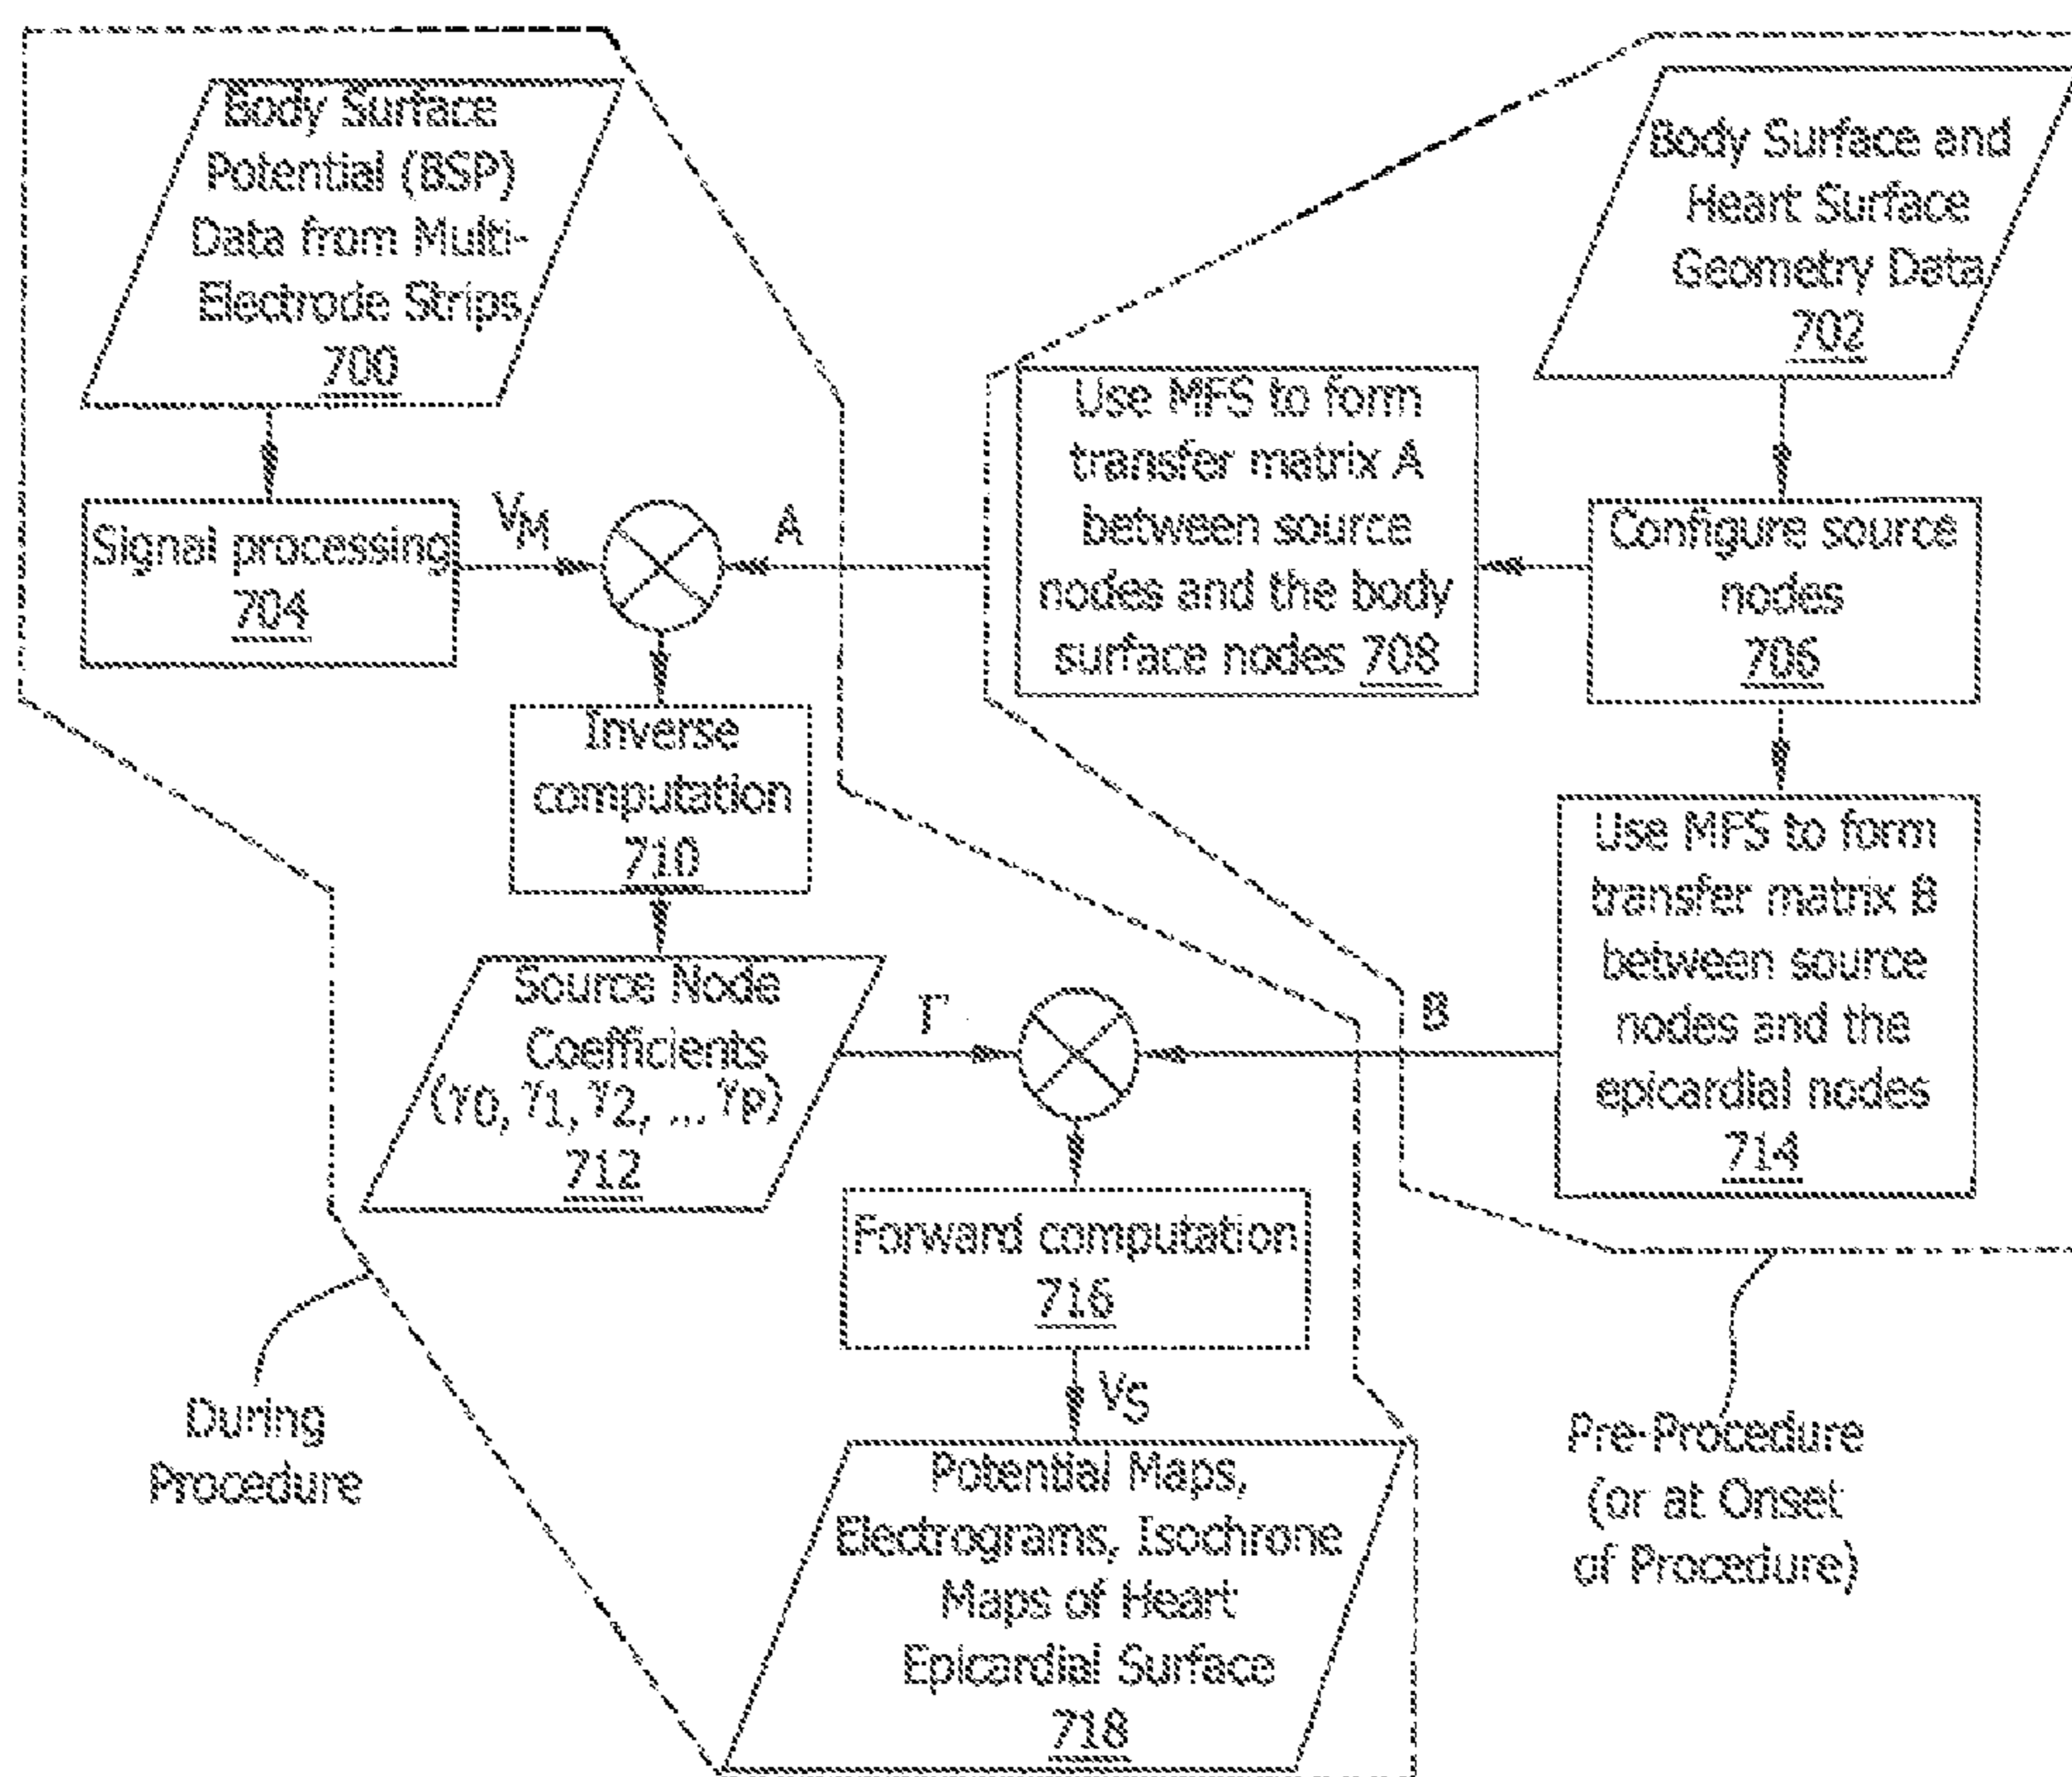 Body Surface
Potential (BSP)
Data from Multi-
Electrode Strips
700
Signal processing
704
V_M
A
Inverse
computation
710
Source Node
Coefficients
(γ0, γ1, γ2, ... γP)
712
Γ
B
Forward computation
716
V_S
Potential Maps,
Electrograms, Isochrone
Maps of Heart
Epicardial Surface
718
During
Procedure
Body Surface and
Heart Surface
Geometry Data
702
Configure source
nodes
706
Use MFS to form
transfer matrix A
between source
nodes and the body
surface nodes 708
Use MFS to form
transfer matrix B
between source
nodes and the
epicardial nodes
714
Pre-Procedure
(or at Onset
of Procedure)